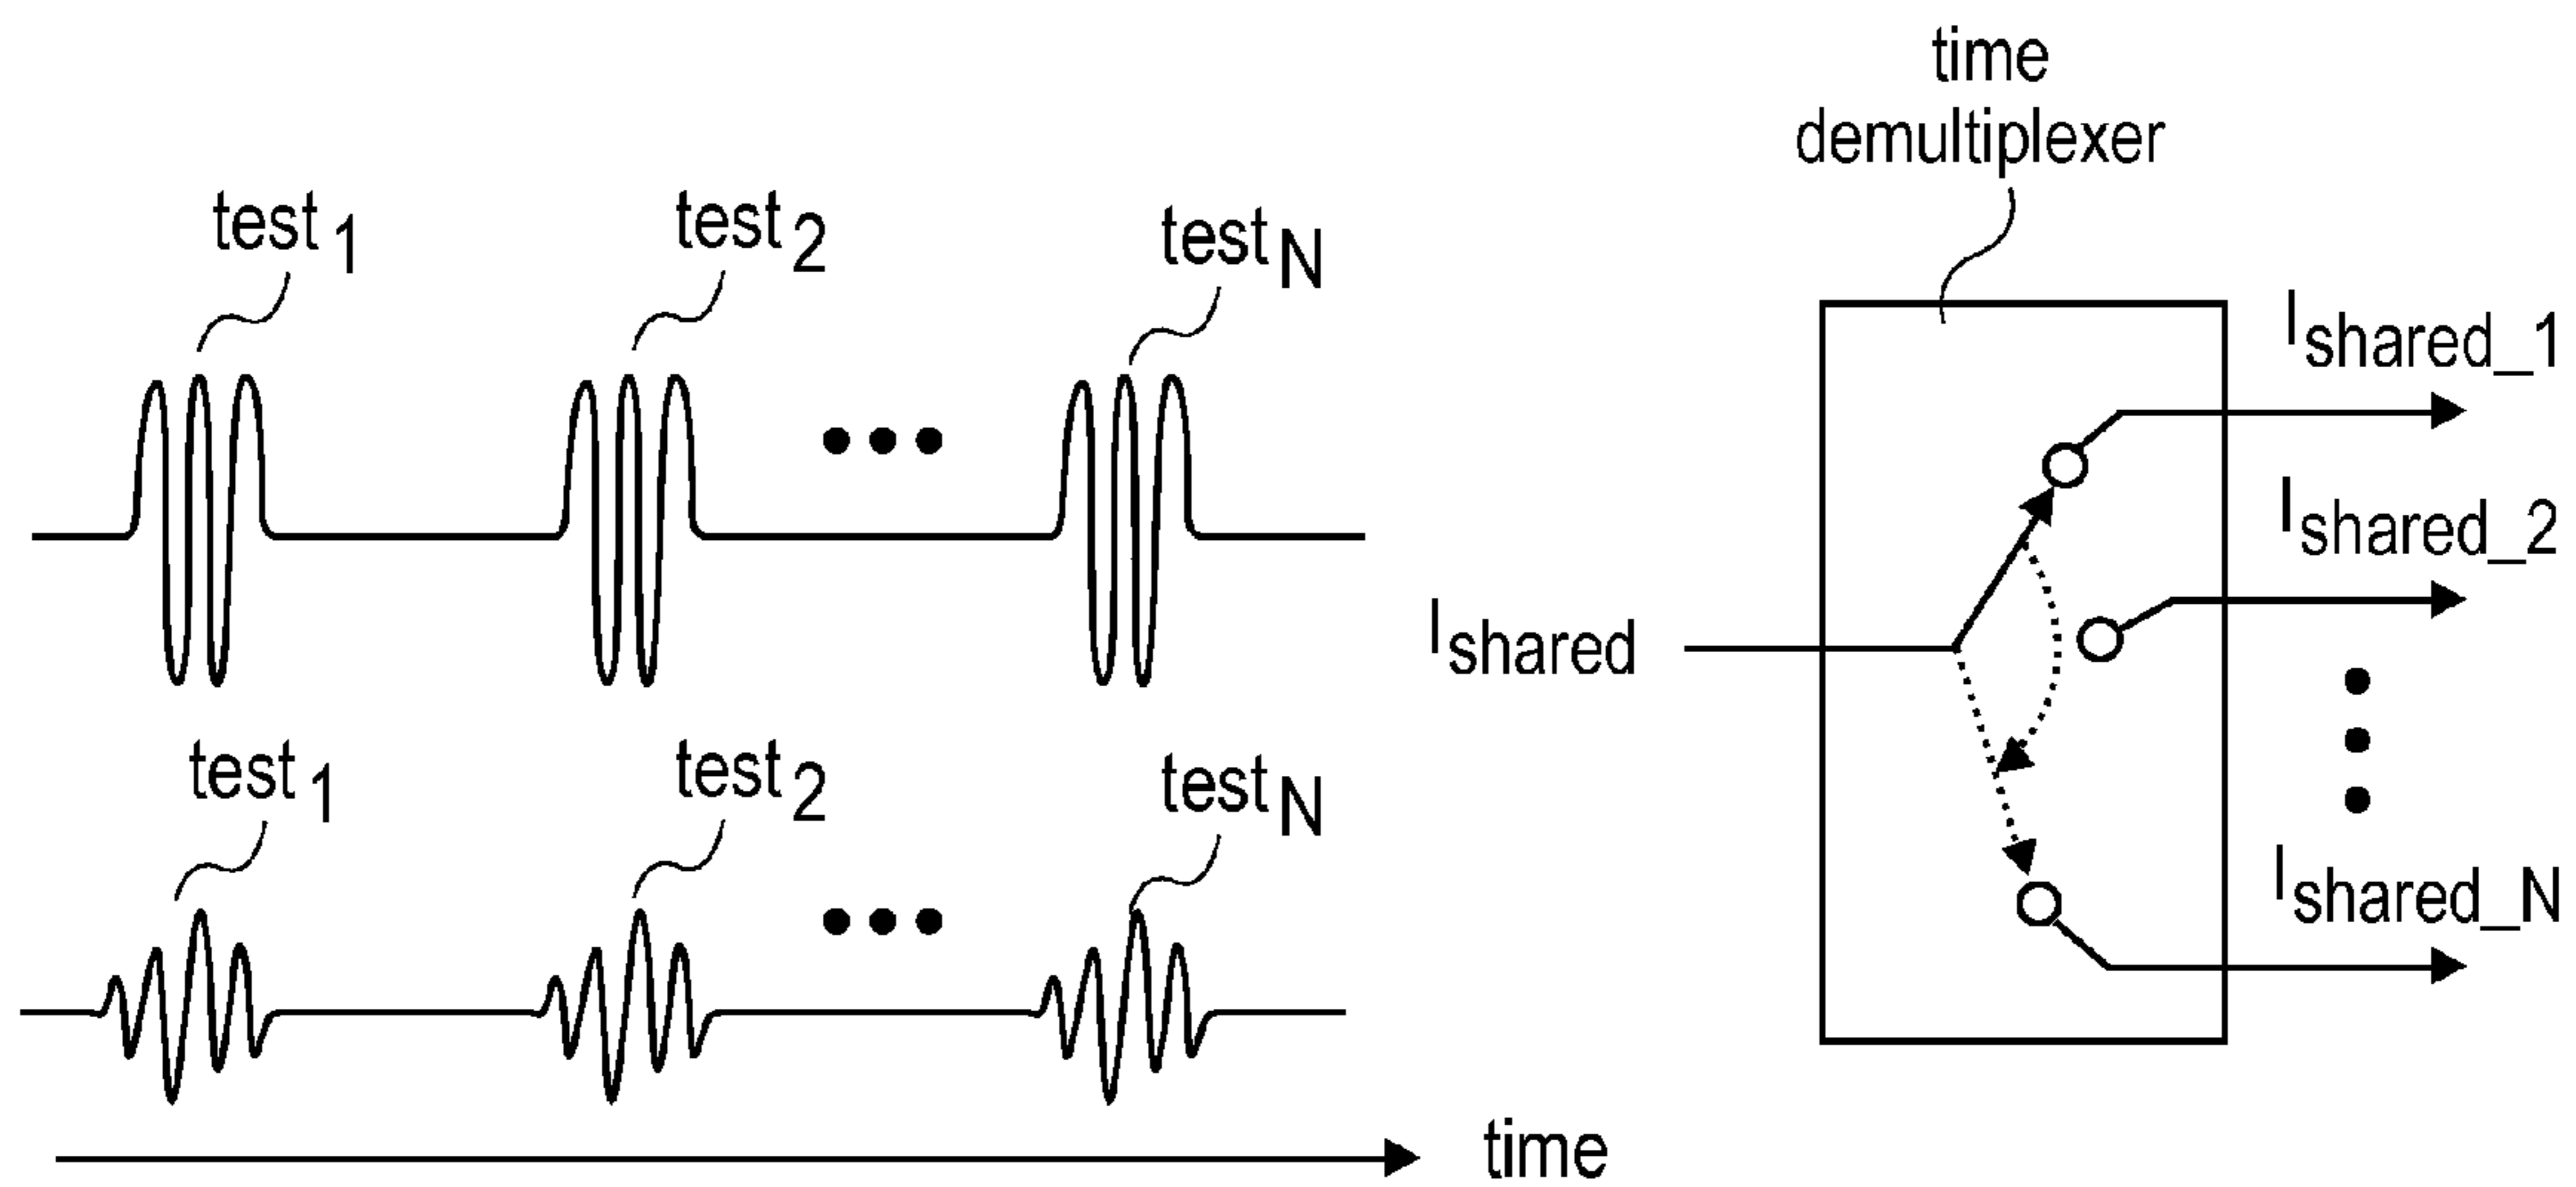 time
demultiplexer
test1
test2
testN
Ishared_1
Ishared_2
Ishared
test1
test2
testN
Ishared_N
time